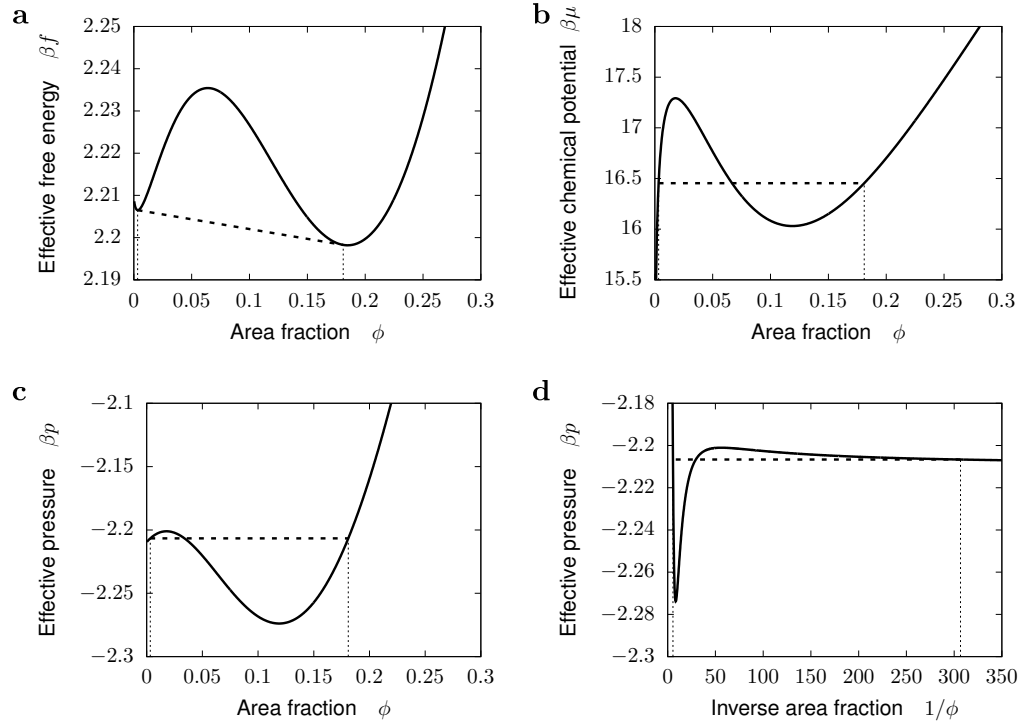 a
Effective free energy βf
2.25
2.24
2.23
2.22
2.21
2.2
2.19
0 0.05 0.1 0.15 0.2 0.25 0.3
Area fraction ϕ
b
Effective chemical potential βμ
18
17.5
17
16.5
16
15.5
0 0.05 0.1 0.15 0.2 0.25 0.3
Area fraction ϕ
c
Effective pressure βp
−2.1
−2.15
−2.2
−2.25
−2.3
0 0.05 0.1 0.15 0.2 0.25 0.3
Area fraction ϕ
d
Effective pressure βp
−2.18
−2.2
−2.22
−2.24
−2.26
−2.28
−2.3
0 50 100 150 200 250 300 350
Inverse area fraction 1/ϕ